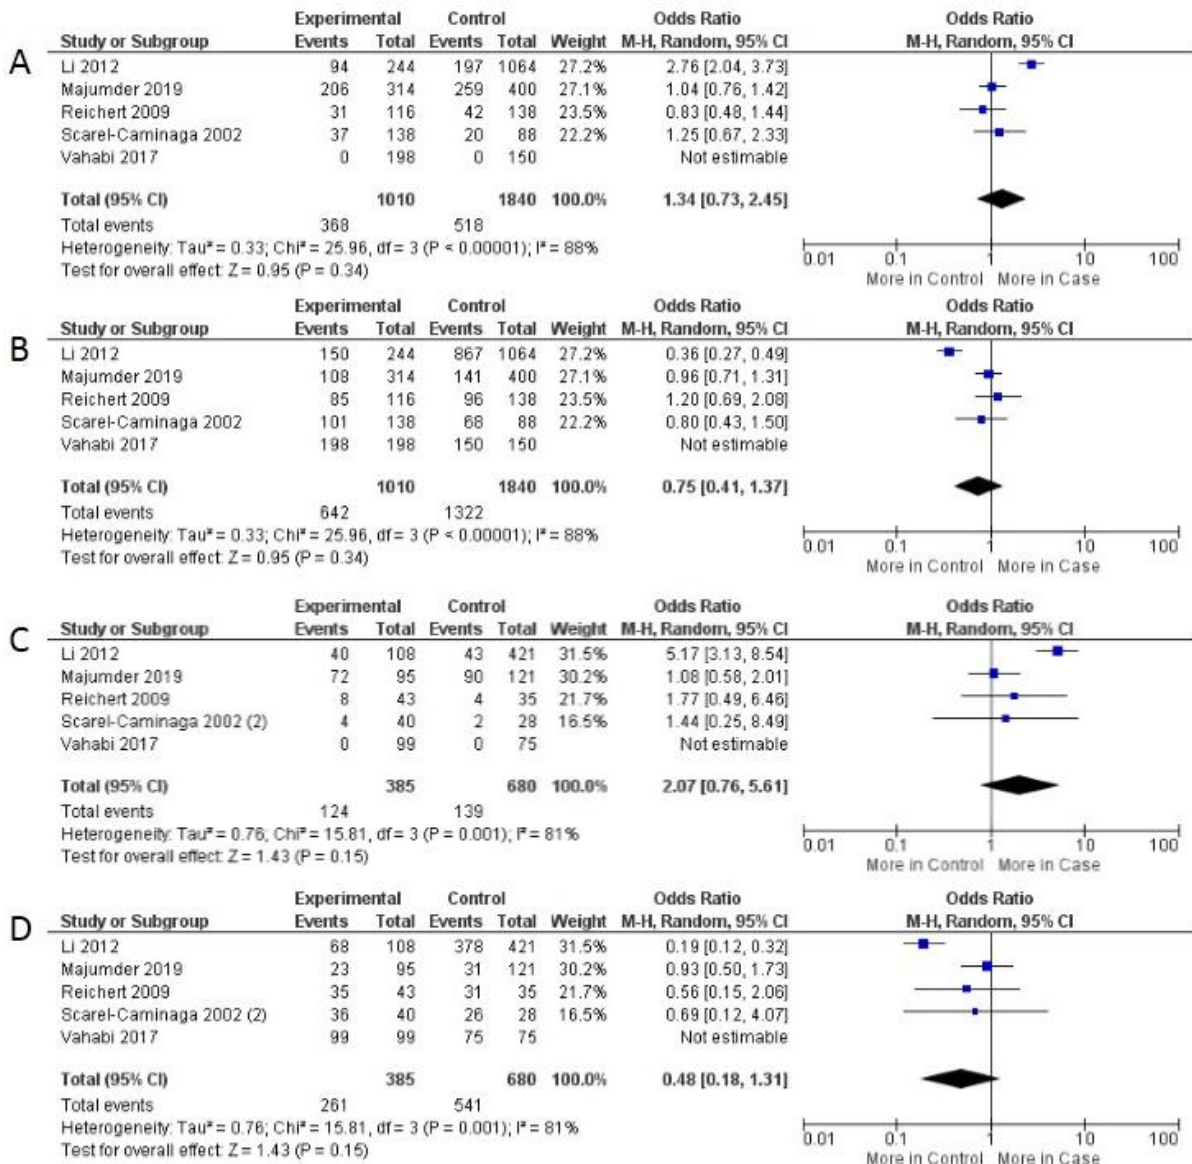 Experimental Control Odds Ratio Odds Ratio
Study or Subgroup Events Total Events Total Weight M-H, Random, 95% CI M-H, Random, 95% CI
A
Li 2012 94 244 197 1064 27.2% 2.76 [2.04, 3.73]
Majumder 2019 206 314 259 400 27.1% 1.04 [0.76, 1.42]
Reichert 2009 31 116 42 138 23.5% 0.83 [0.48, 1.44]
Scarel-Caminaga 2002 37 138 20 88 22.2% 1.25 [0.67, 2.33]
Vahabi 2017 0 198 0 150 Not estimable
Total (95% CI) 1010 1840 100.0% 1.34 [0.73, 2.45]
Total events 368 518
Heterogeneity: Tau² = 0.33; Chi² = 25.96, df = 3 (P < 0.00001); I² = 88%
Test for overall effect: Z = 0.95 (P = 0.34)
0.01 0.1 1 10 100
More in Control More in Case
Experimental Control Odds Ratio Odds Ratio
Study or Subgroup Events Total Events Total Weight M-H, Random, 95% CI M-H, Random, 95% CI
B
Li 2012 150 244 867 1064 27.2% 0.36 [0.27, 0.49]
Majumder 2019 108 314 141 400 27.1% 0.96 [0.71, 1.31]
Reichert 2009 85 116 96 138 23.5% 1.20 [0.69, 2.08]
Scarel-Caminaga 2002 101 138 68 88 22.2% 0.80 [0.43, 1.50]
Vahabi 2017 198 198 150 150 Not estimable
Total (95% CI) 1010 1840 100.0% 0.75 [0.41, 1.37]
Total events 642 1322
Heterogeneity: Tau² = 0.33; Chi² = 25.96, df = 3 (P < 0.00001); I² = 88%
Test for overall effect: Z = 0.95 (P = 0.34)
0.01 0.1 1 10 100
More in Control More in Case
Experimental Control Odds Ratio Odds Ratio
Study or Subgroup Events Total Events Total Weight M-H, Random, 95% CI M-H, Random, 95% CI
C
Li 2012 40 108 43 421 31.5% 5.17 [3.13, 8.54]
Majumder 2019 72 95 90 121 30.2% 1.08 [0.58, 2.01]
Reichert 2009 8 43 4 35 21.7% 1.77 [0.49, 6.46]
Scarel-Caminaga 2002 (2) 4 40 2 28 16.5% 1.44 [0.25, 8.49]
Vahabi 2017 0 99 0 75 Not estimable
Total (95% CI) 385 680 100.0% 2.07 [0.76, 5.61]
Total events 124 139
Heterogeneity: Tau² = 0.76; Chi² = 15.81, df = 3 (P = 0.001); I² = 81%
Test for overall effect: Z = 1.43 (P = 0.15)
0.01 0.1 1 10 100
More in Control More in Case
Experimental Control Odds Ratio Odds Ratio
Study or Subgroup Events Total Events Total Weight M-H, Random, 95% CI M-H, Random, 95% CI
D
Li 2012 68 108 378 421 31.5% 0.19 [0.12, 0.32]
Majumder 2019 23 95 31 121 30.2% 0.93 [0.50, 1.73]
Reichert 2009 35 43 31 35 21.7% 0.56 [0.15, 2.06]
Scarel-Caminaga 2002 (2) 36 40 26 28 16.5% 0.69 [0.12, 4.07]
Vahabi 2017 99 99 75 75 Not estimable
Total (95% CI) 385 680 100.0% 0.48 [0.18, 1.31]
Total events 261 541
Heterogeneity: Tau² = 0.76; Chi² = 15.81, df = 3 (P = 0.001); I² = 81%
Test for overall effect: Z = 1.43 (P = 0.15)
0.01 0.1 1 10 100
More in Control More in Case